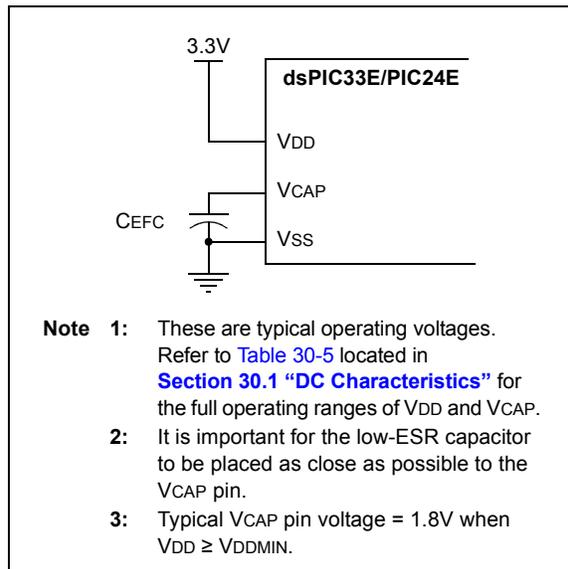 3.3V
dsPIC33E/PIC24E
VDD
VCAP
CEFC
VSS
Note 1: These are typical operating voltages.
Refer to Table 30-5 located in
Section 30.1 “DC Characteristics” for
the full operating ranges of VDD and VCAP.
2: It is important for the low-ESR capacitor
to be placed as close as possible to the
VCAP pin.
3: Typical VCAP pin voltage = 1.8V when
VDD ≥ VDDMIN.